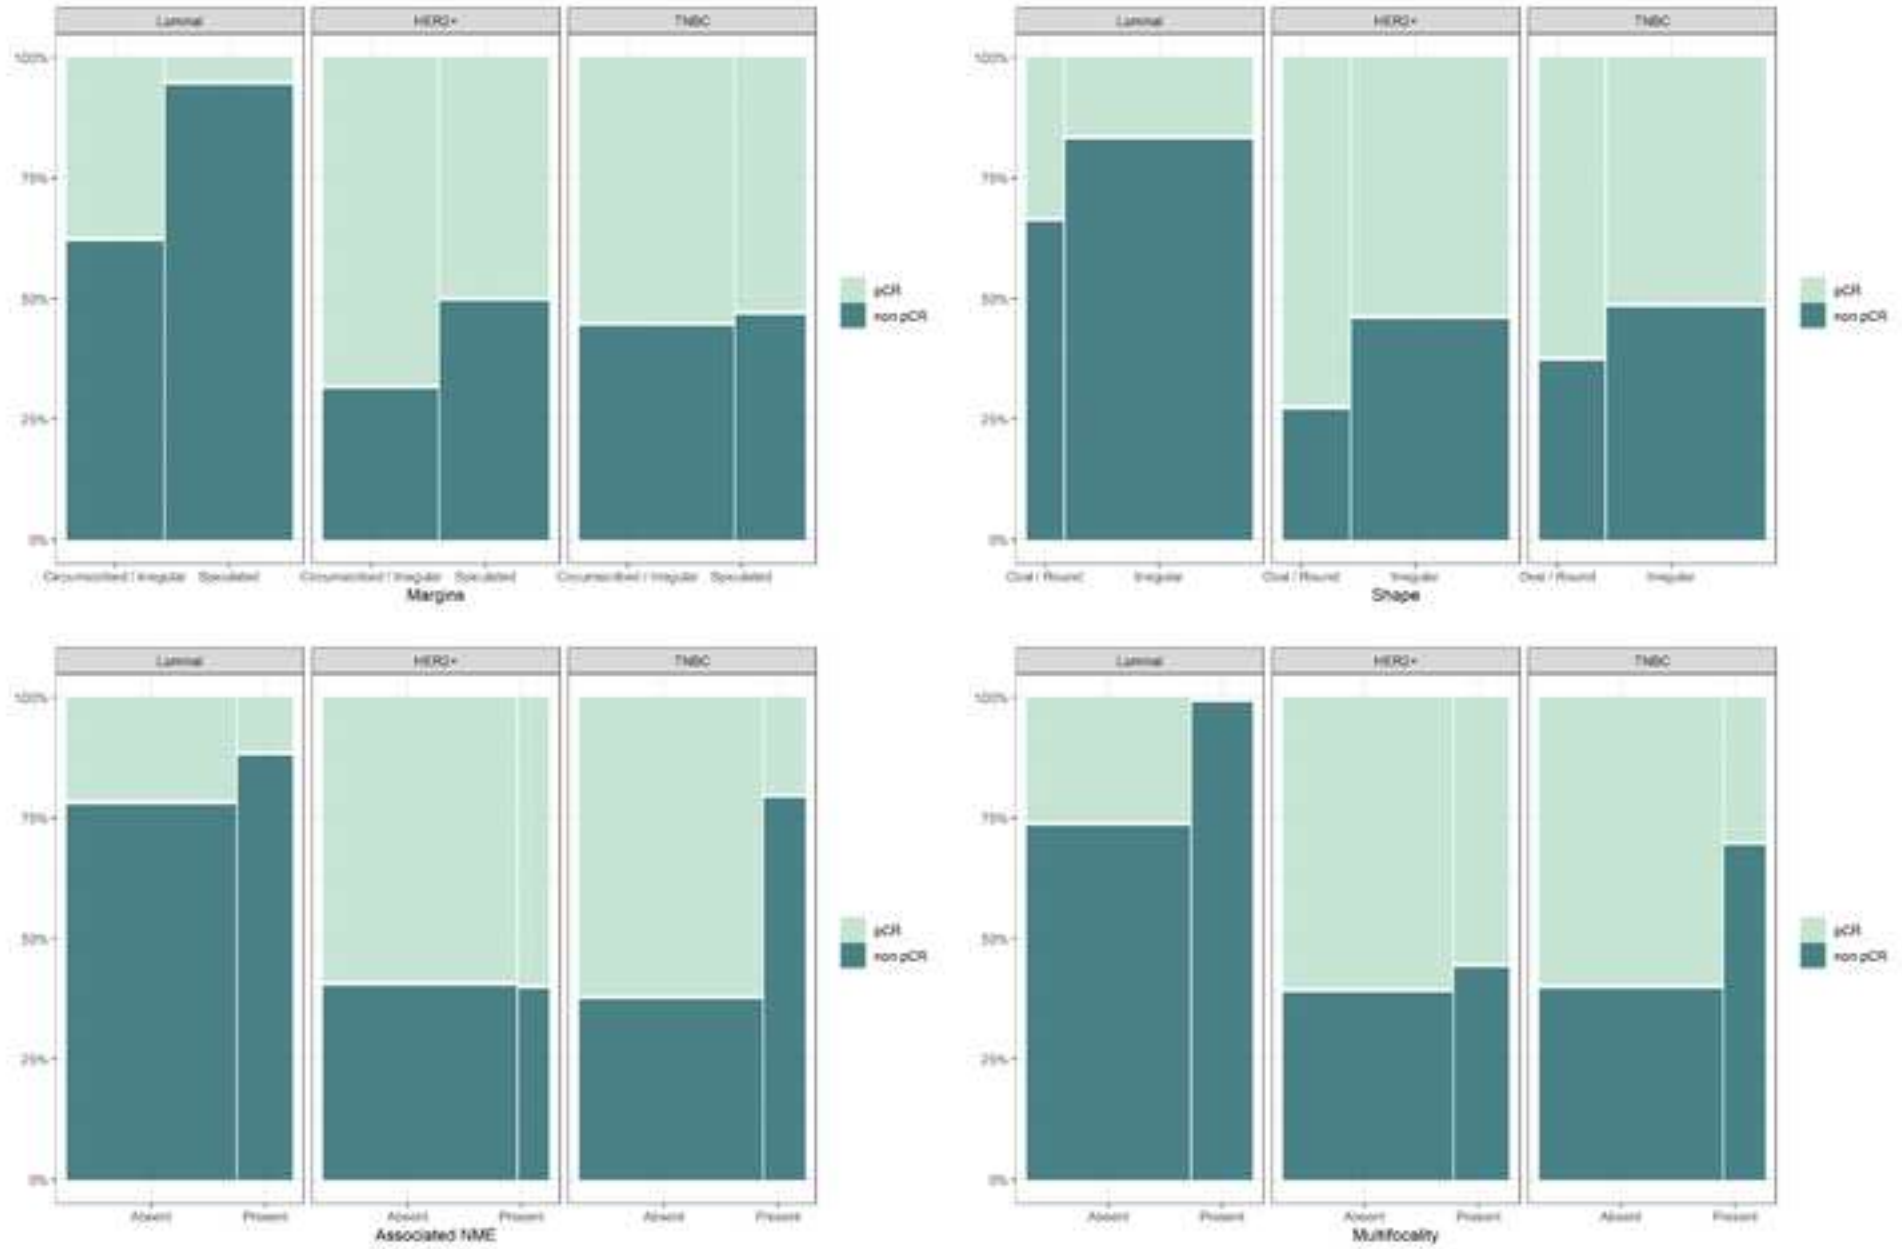 Luminal HER2+ TNBC
100%
75%
50%
25%
0%
pCR
non pCR
Circumscribed / Irregular Spiculated Circumscribed / Irregular Spiculated Circumscribed / Irregular Spiculated
Margins
Luminal HER2+ TNBC
100%
75%
50%
25%
0%
pCR
non pCR
Oval / Round Irregular Oval / Round Irregular Oval / Round Irregular
Shape
Luminal HER2+ TNBC
100%
75%
50%
25%
0%
pCR
non pCR
Absent Present Absent Present Absent Present
Associated NME
Luminal HER2+ TNBC
100%
75%
50%
25%
0%
pCR
non pCR
Absent Present Absent Present Absent Present
Multifocality